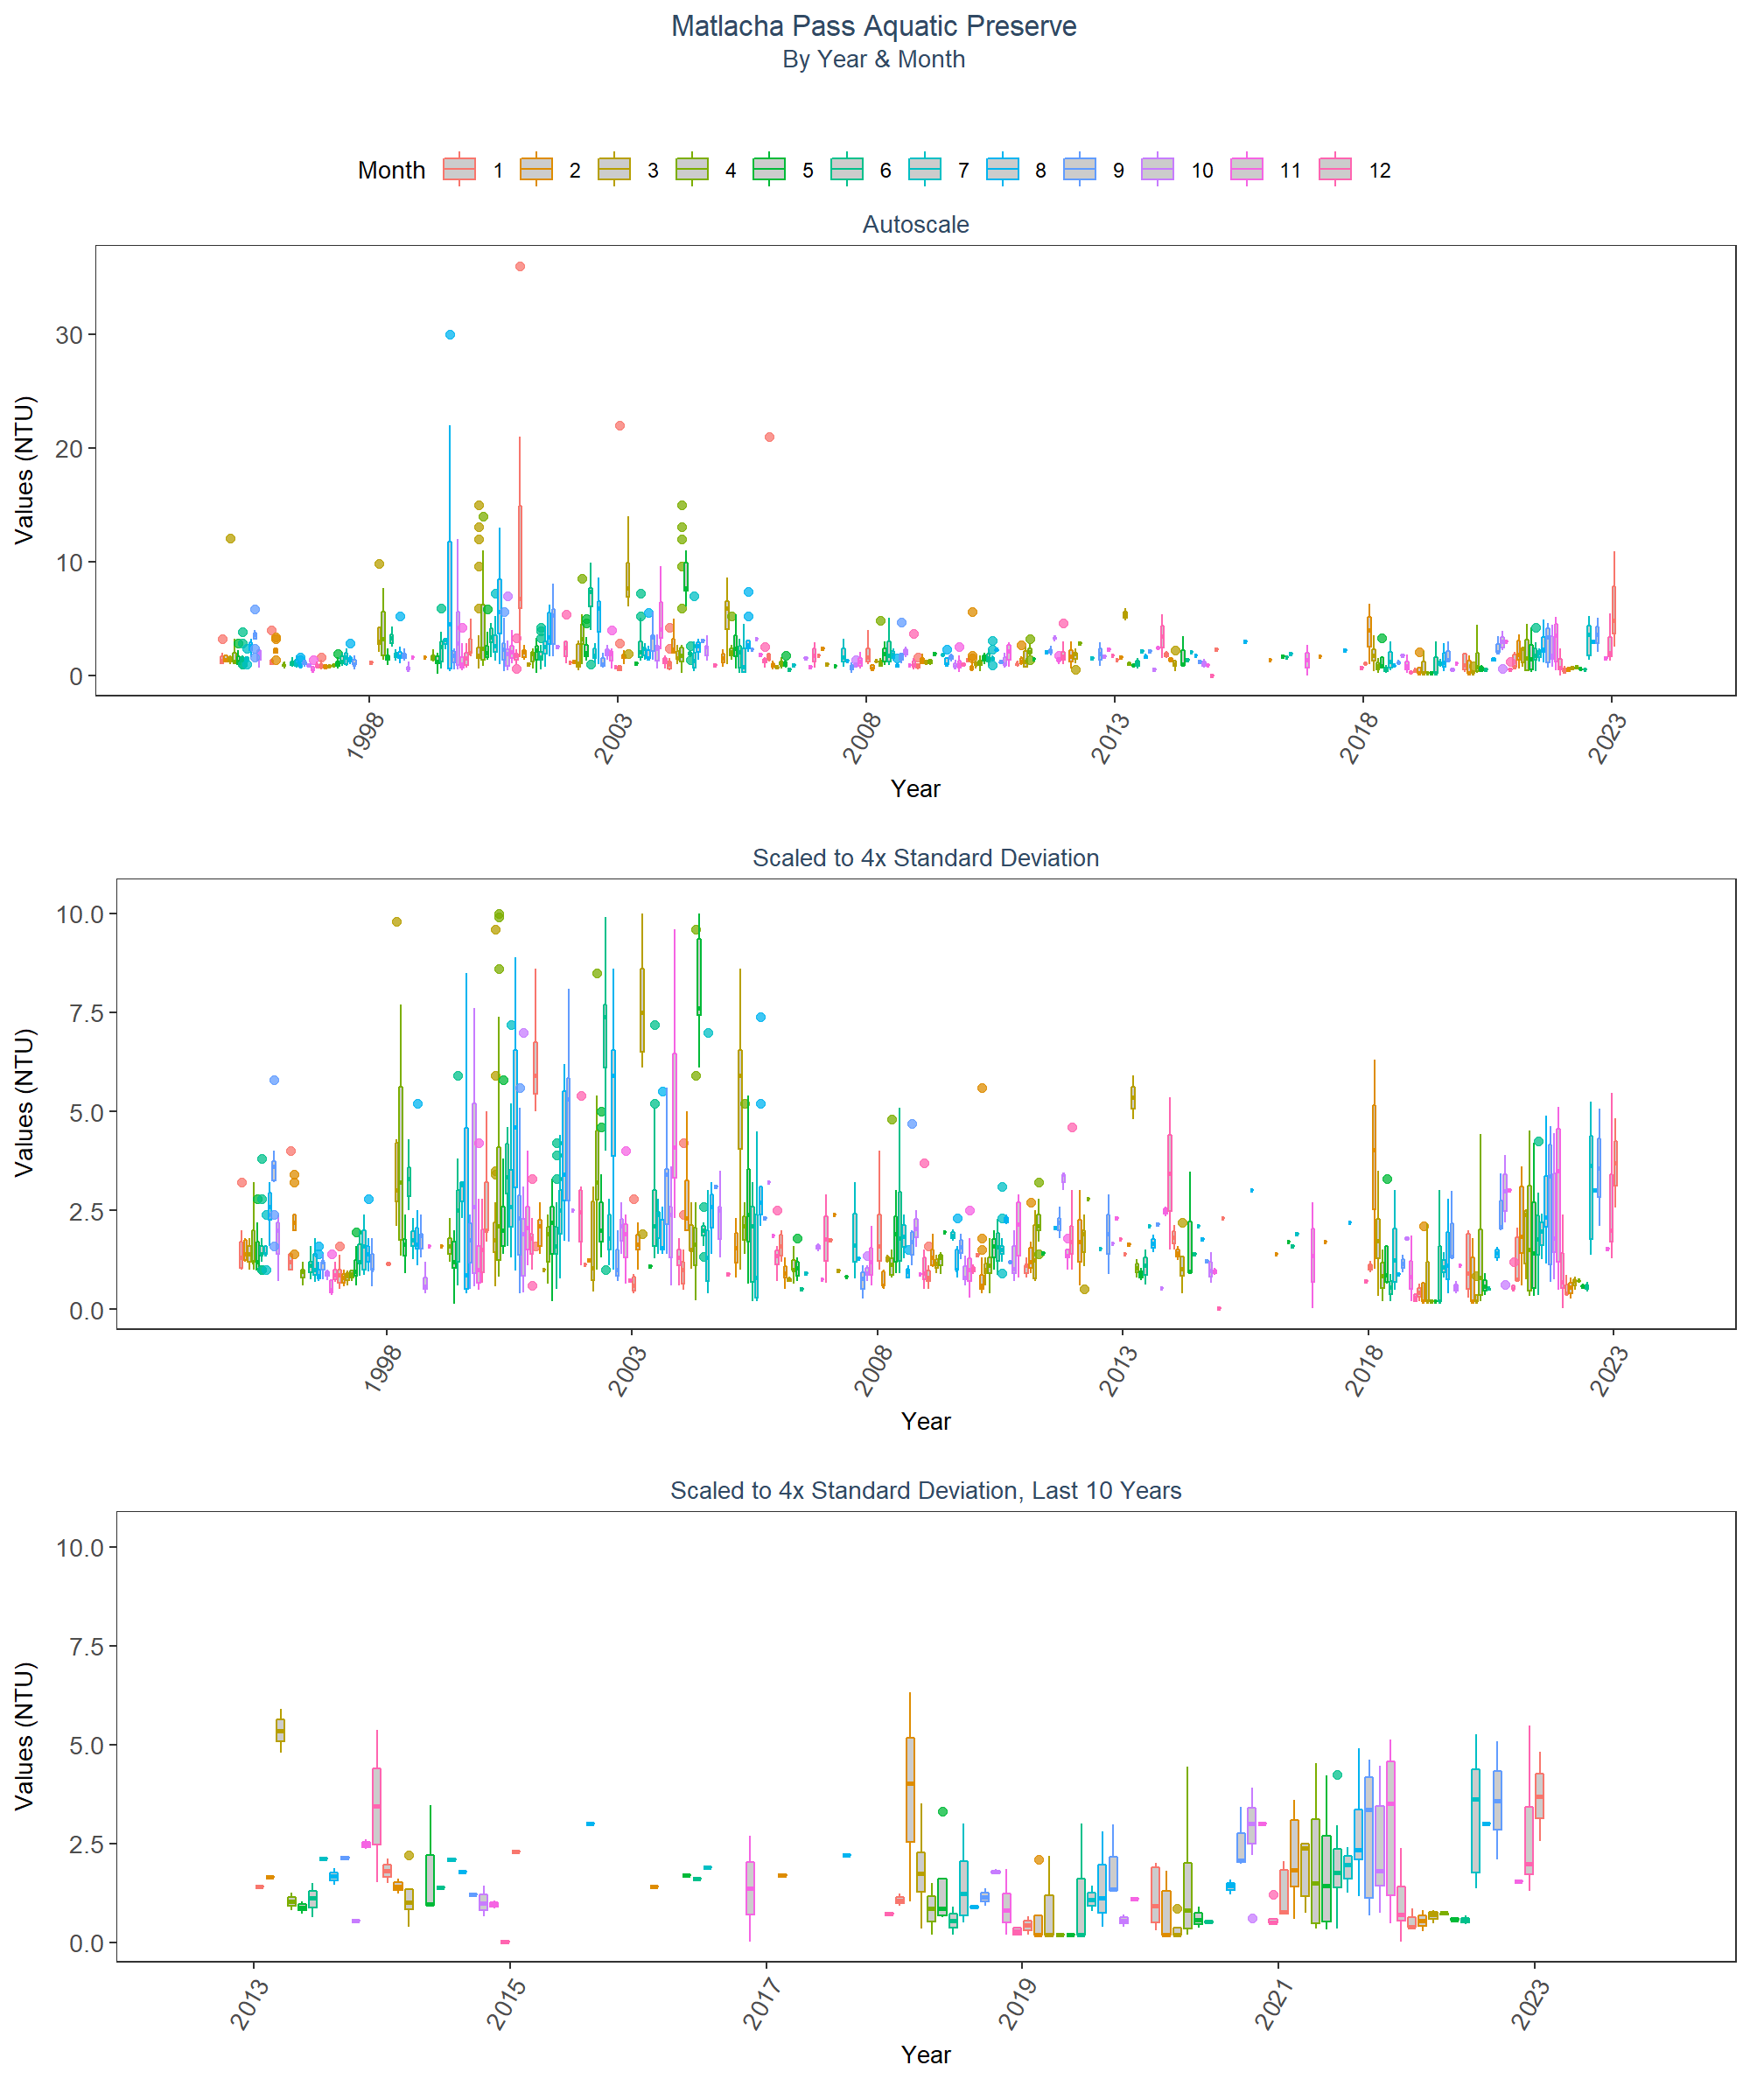 Matlacha Pass Aquatic Preserve
By Year & Month
Month 1 2 3 4 5 6 7 8 9 10 11 12
Autoscale
Values (NTU)
30
20
10
0
1998 2003 2008 2013 2018 2023
Year
Scaled to 4x Standard Deviation
Values (NTU)
10.0
7.5
5.0
2.5
0.0
1998 2003 2008 2013 2018 2023
Year
Scaled to 4x Standard Deviation, Last 10 Years
Values (NTU)
10.0
7.5
5.0
2.5
0.0
2013 2015 2017 2019 2021 2023
Year